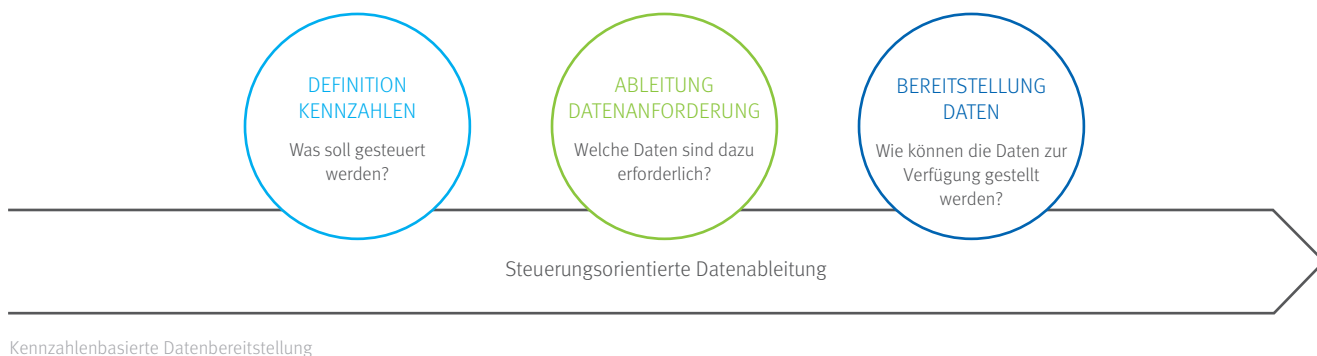 DEFINITION
KENNZAHLEN
Was soll gesteuert
werden?
ABLEITUNG
DATENANFORDERUNG
Welche Daten sind dazu
erforderlich?
BEREITSTELLUNG
DATEN
Wie können die Daten zur
Verfügung gestellt
werden?
Steuerungsorientierte Datenableitung
Kennzahlenbasierte Datenbereitstellung